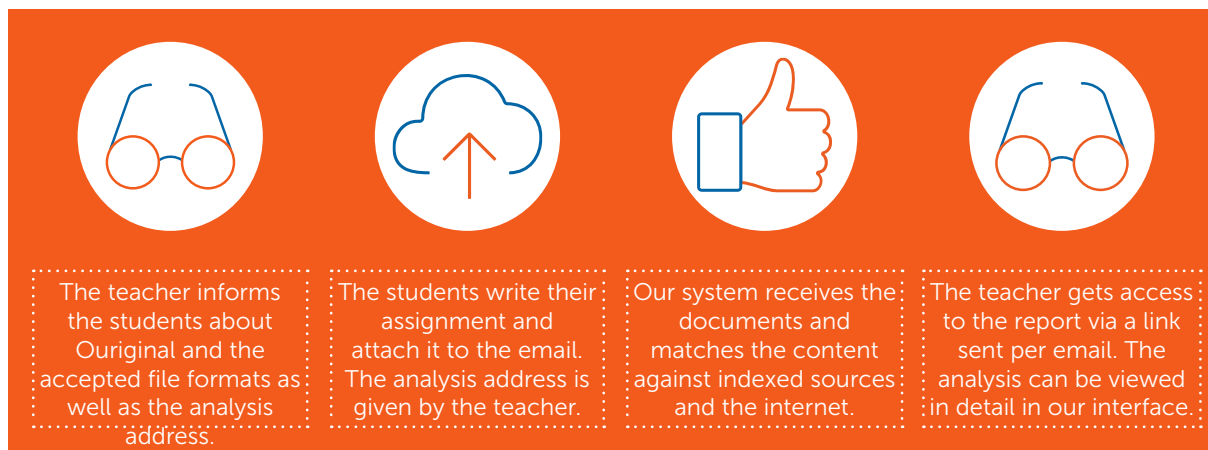 The teacher informs
the students about
Ouriginal and the
accepted file formats as
well as the analysis
address.
The students write their
assignment and
attach it to the email.
The analysis address is
given by the teacher.
Our system receives the
documents and
matches the content
against indexed sources
and the internet.
The teacher gets access
to the report via a link
sent per email. The
analysis can be viewed
in detail in our interface.